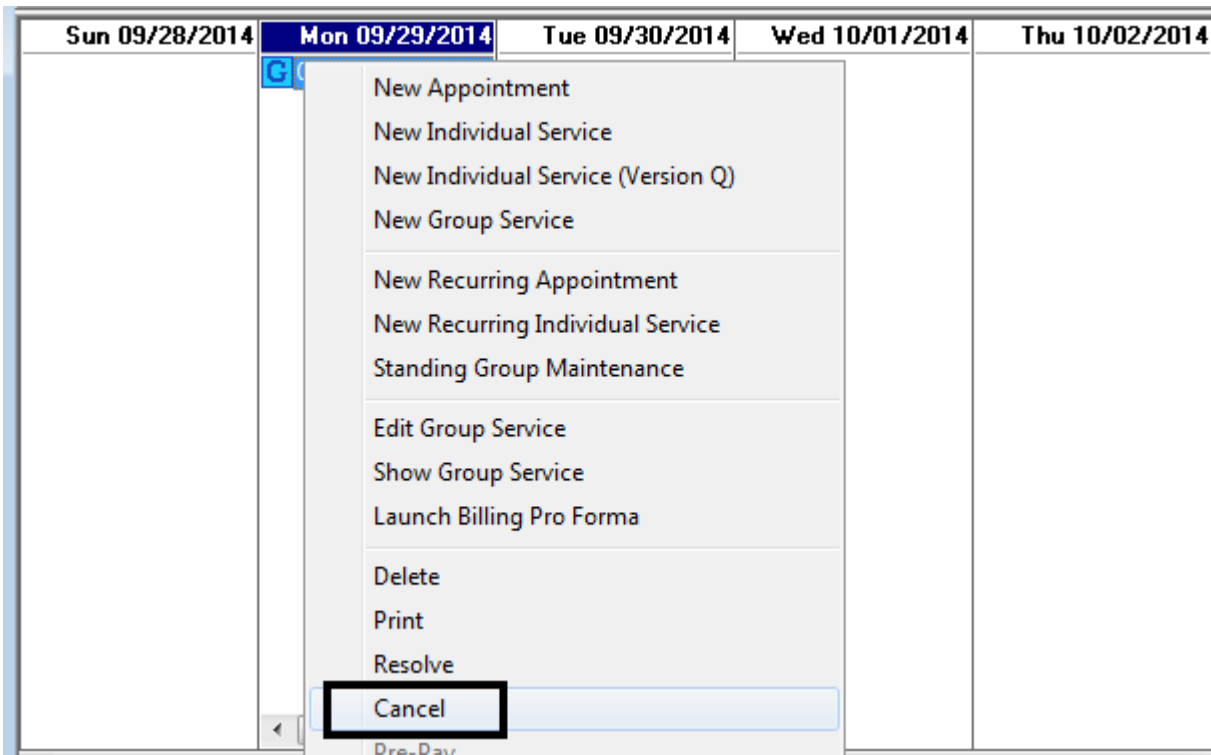 Sun 09/28/2014 Mon 09/29/2014 Tue 09/30/2014 Wed 10/01/2014 Thu 10/02/2014
G
New Appointment
New Individual Service
New Individual Service (Version Q)
New Group Service
New Recurring Appointment
New Recurring Individual Service
Standing Group Maintenance
Edit Group Service
Show Group Service
Launch Billing Pro Forma
Delete
Print
Resolve
Cancel
Pre-Pay